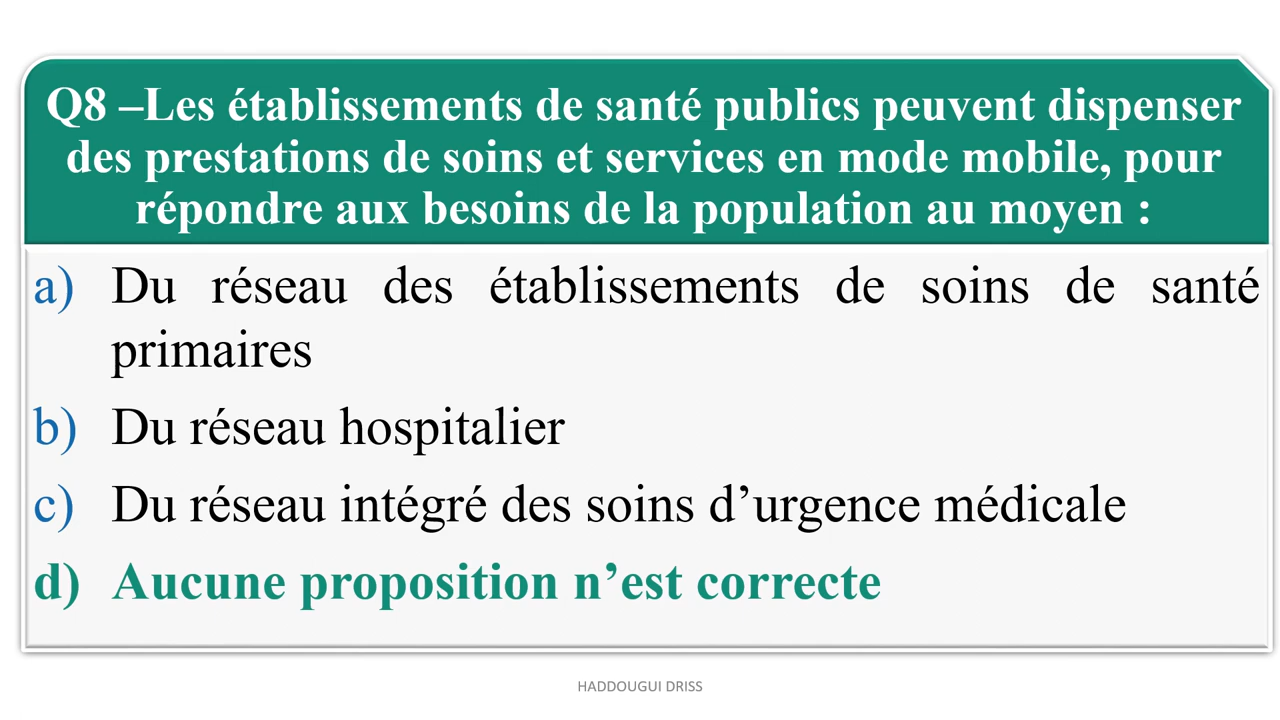 Q8 –Les établissements de santé publics peuvent dispenser
des prestations de soins et services en mode mobile, pour
répondre aux besoins de la population au moyen :
a) Du réseau des établissements de soins de santé
primaires
b) Du réseau hospitalier
c) Du réseau intégré des soins d’urgence médicale
d) Aucune proposition n’est correcte
HADDOUGUI DRISS